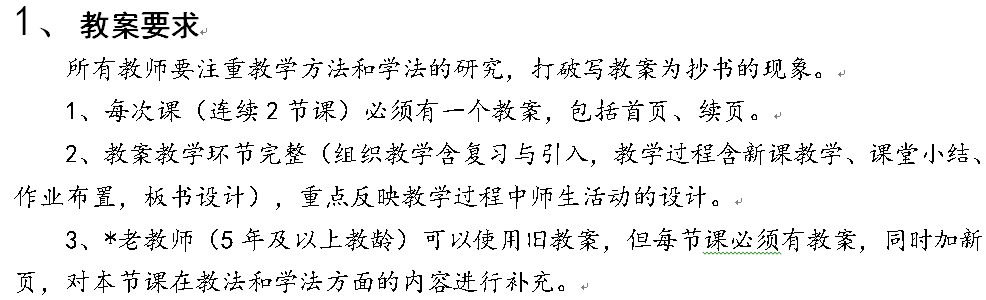 1、教案要求
所有教师要注重教学方法和学法的研究，打破写教案为抄书的现象。
1、每次课（连续2节课）必须有一个教案，包括首页、续页。
2、教案教学环节完整（组织教学含复习与引入，教学过程含新课教学、课堂小结、
作业布置，板书设计），重点反映教学过程中师生活动的设计。
3、*老教师（5年及以上教龄）可以使用旧教案，但每节课必须有教案，同时加新
页，对本节课在教法和学法方面的内容进行补充。